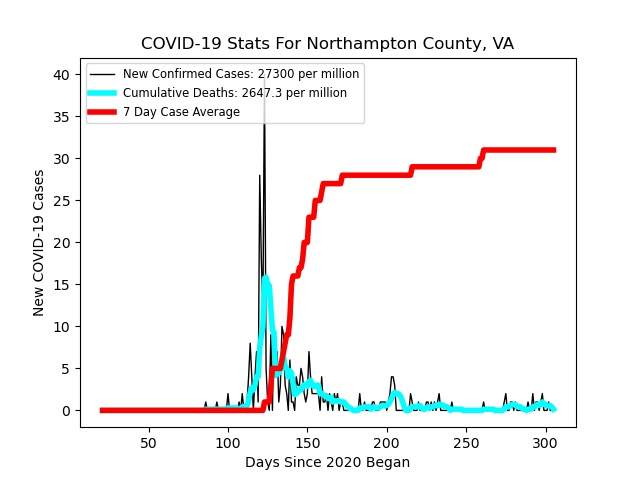 COVID-19 Stats For Northampton County, VA
New Confirmed Cases: 27300 per million
Cumulative Deaths: 2647.3 per million
7 Day Case Average
New COVID-19 Cases
40
35
30
25
20
15
10
5
0
50 100 150 200 250 300
Days Since 2020 Began